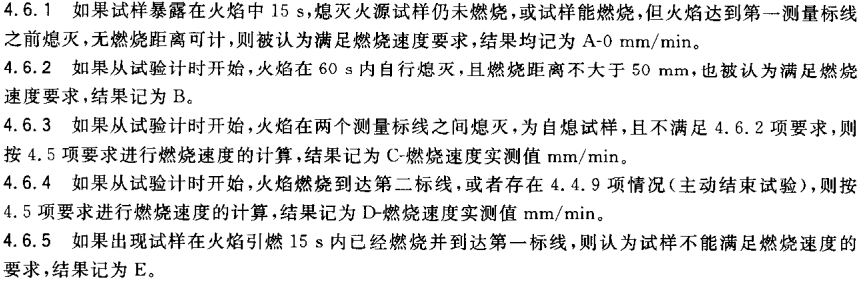 4.6.1 如果试样暴露在火焰中 15 s,熄灭火源试样仍未燃烧,或试样能燃烧,但火焰达到第一测量标线
之前熄灭,无燃烧距离可计,则被认为满足燃烧速度要求,结果均记为 A-0 mm/min。
4.6.2 如果从试验计时开始,火焰在 60 s 内自行熄灭,且燃烧距离不大于 50 mm,也被认为满足燃烧
速度要求,结果记为 B。
4.6.3 如果从试验计时开始,火焰在两个测量标线之间熄灭,为自熄试样,且不满足 4.6.2 项要求,则
按 4.5 项要求进行燃烧速度的计算,结果记为 C-燃烧速度实测值 mm/min。
4.6.4 如果从试验计时开始,火焰燃烧到达第二标线,或者存在 4.4.9 项情况(主动结束试验),则按
4.5 项要求进行燃烧速度的计算,结果记为 D-燃烧速度实测值 mm/min。
4.6.5 如果出现试样在火焰引燃 15 s 内已经燃烧并到达第一标线,则认为试样不能满足燃烧速度的
要求,结果记为 E。